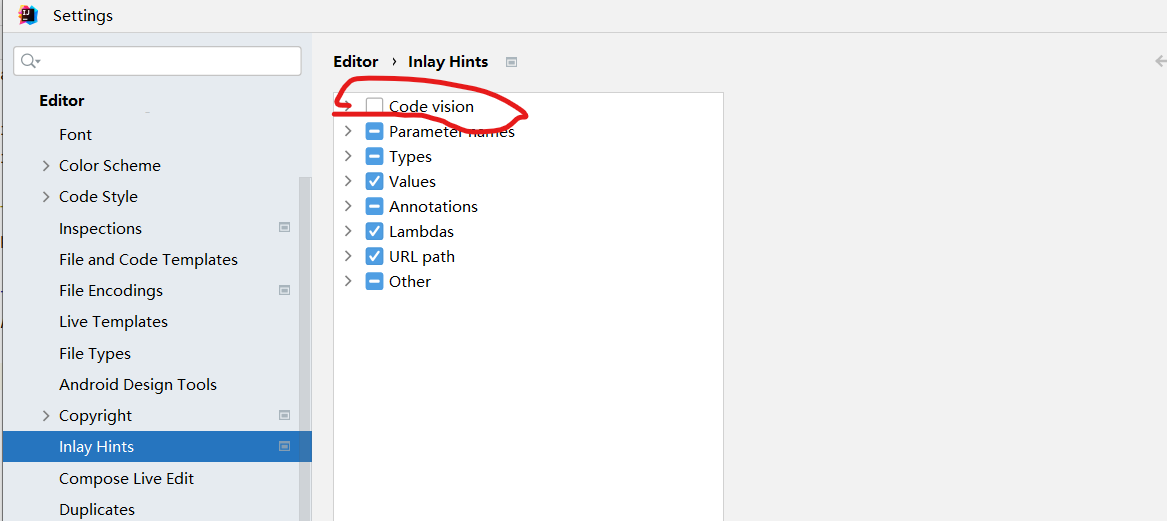 Settings
Editor
Font
Color Scheme
Code Style
Inspections
File and Code Templates
File Encodings
Live Templates
File Types
Android Design Tools
Copyright
Inlay Hints
Compose Live Edit
Duplicates
Editor › Inlay Hints
Code vision
Parameter names
Types
Values
Annotations
Lambdas
URL path
Other